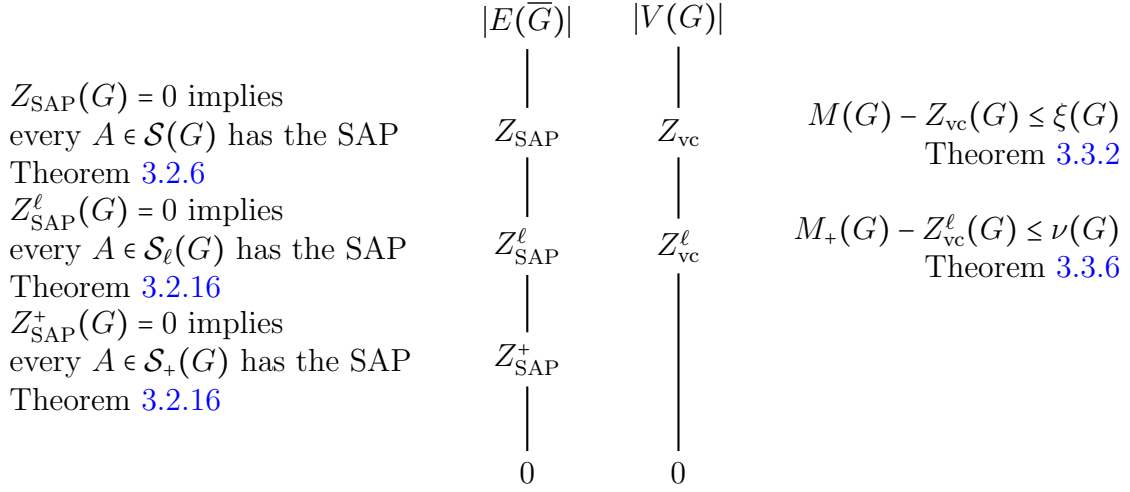 |E(G̅)| |V(G)|
Z_SAP(G) = 0 implies
every A ∈ 𝒮(G) has the SAP
Theorem 3.2.6
Z_SAP
Z_vc
M(G) − Z_vc(G) ≤ ξ(G)
Theorem 3.3.2
Z^ℓ_SAP(G) = 0 implies
every A ∈ 𝒮_ℓ(G) has the SAP
Theorem 3.2.16
Z^ℓ_SAP
Z^ℓ_vc
M_+(G) − Z^ℓ_vc(G) ≤ ν(G)
Theorem 3.3.6
Z^+_SAP(G) = 0 implies
every A ∈ 𝒮_+(G) has the SAP
Theorem 3.2.16
Z^+_SAP
0 0